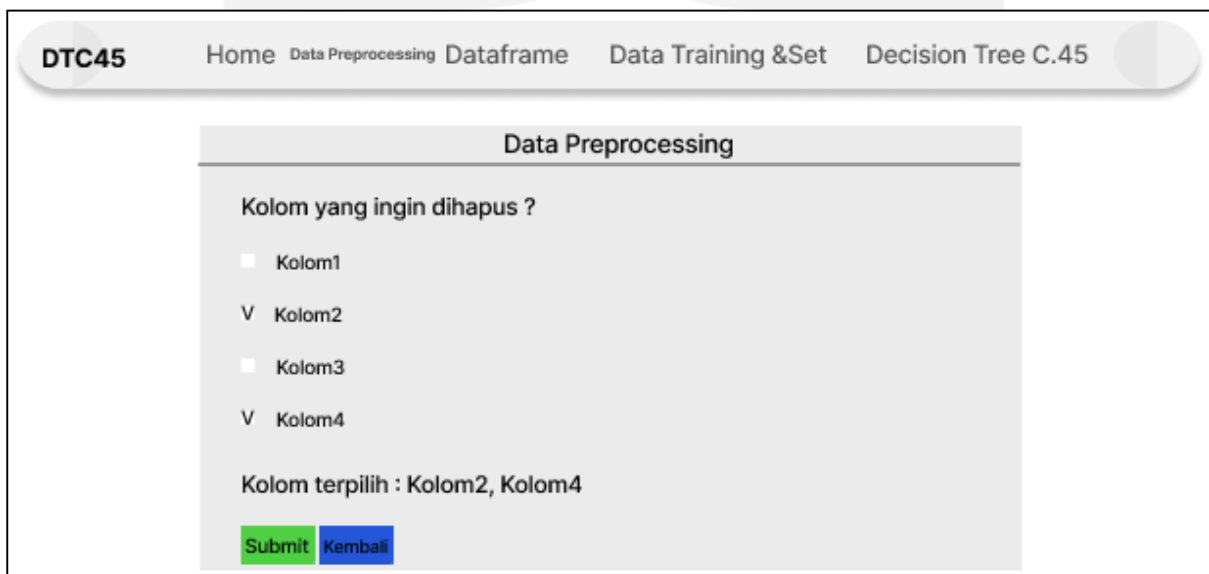 DTC45 Home Data Preprocessing Dataframe Data Training &Set Decision Tree C.45
Data Preprocessing
Kolom yang ingin dihapus ?
Kolom1
V Kolom2
Kolom3
V Kolom4
Kolom terpilih : Kolom2, Kolom4
Submit Kembali